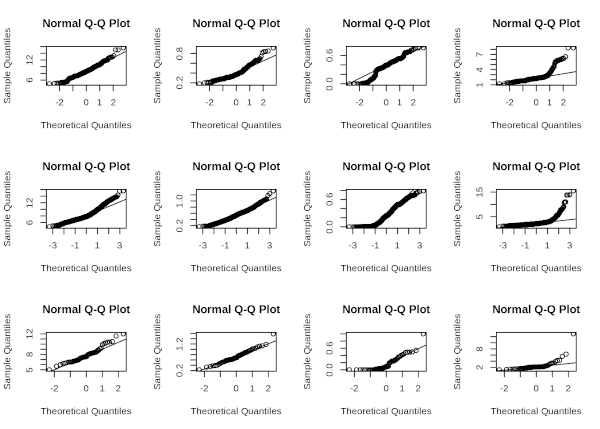 Normal Q-Q Plot Normal Q-Q Plot Normal Q-Q Plot Normal Q-Q Plot
Sample Quantiles Sample Quantiles Sample Quantiles Sample Quantiles
6 12 0.2 0.8 0.0 0.6 1 4 7
-2 0 1 2 -2 0 1 2 -2 0 1 2 -2 0 1 2
Theoretical Quantiles Theoretical Quantiles Theoretical Quantiles Theoretical Quantiles
Normal Q-Q Plot Normal Q-Q Plot Normal Q-Q Plot Normal Q-Q Plot
Sample Quantiles Sample Quantiles Sample Quantiles Sample Quantiles
6 12 0.2 1.0 0.0 0.6 5 15
-3 -1 1 3 -3 -1 1 3 -3 -1 1 3 -3 -1 1 3
Theoretical Quantiles Theoretical Quantiles Theoretical Quantiles Theoretical Quantiles
Normal Q-Q Plot Normal Q-Q Plot Normal Q-Q Plot Normal Q-Q Plot
Sample Quantiles Sample Quantiles Sample Quantiles Sample Quantiles
5 8 12 0.2 1.2 0.0 0.6 2 8
-2 0 1 2 -2 0 1 2 -2 0 1 2 -2 0 1 2
Theoretical Quantiles Theoretical Quantiles Theoretical Quantiles Theoretical Quantiles